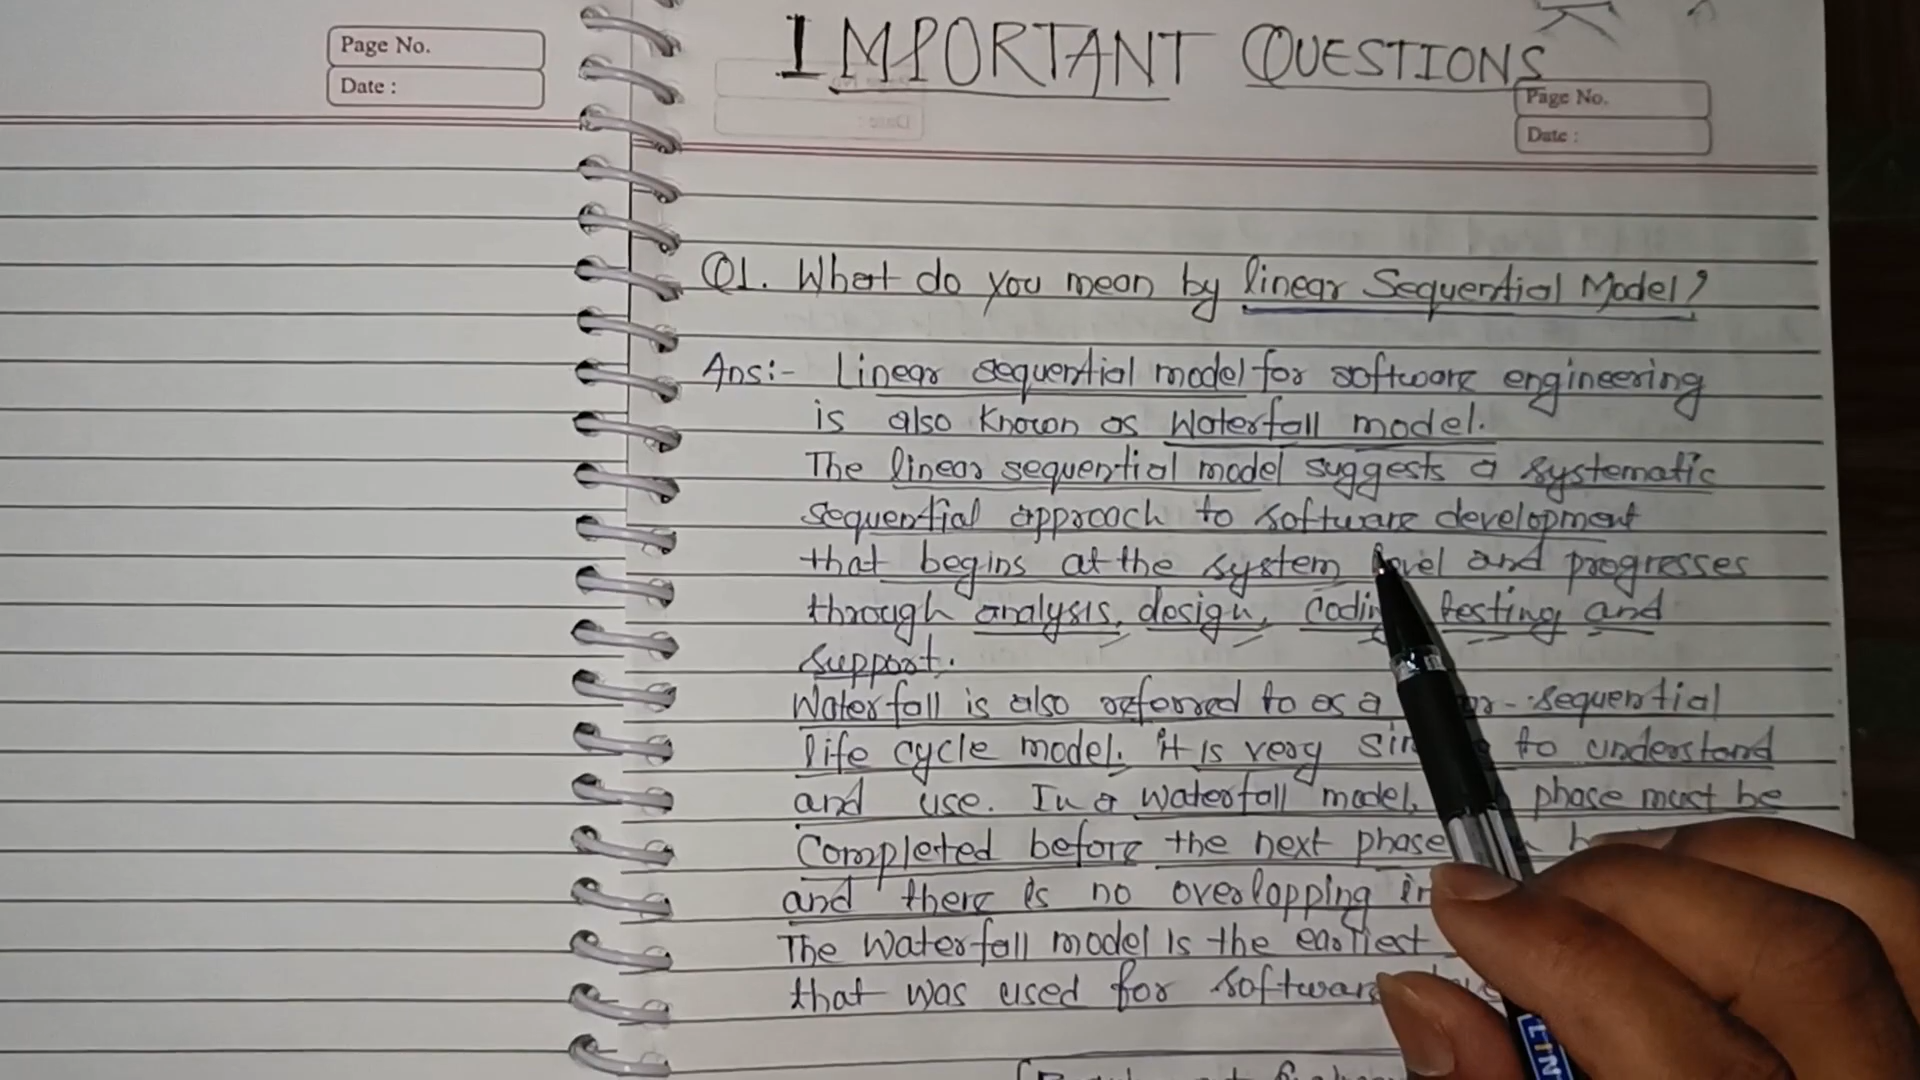 Page No.
Date :
IMPORTANT QUESTIONS
Page No.
Date :
Q1. What do you mean by linear Sequential Model?
Ans:- Linear sequential model for software engineering
is also known as Waterfall model.
The linear sequential model suggests a systematic
sequential approach to software development
that begins at the system level and progresses
through analysis, design, coding testing and
support.
Waterfall is also referred to as a -sequential
life cycle model. It is very to understand
and use. In a waterfall model, phase must be
Completed before the next phase
and there is no overlapping
The Waterfall model is the earliest
that was used for software
LIN